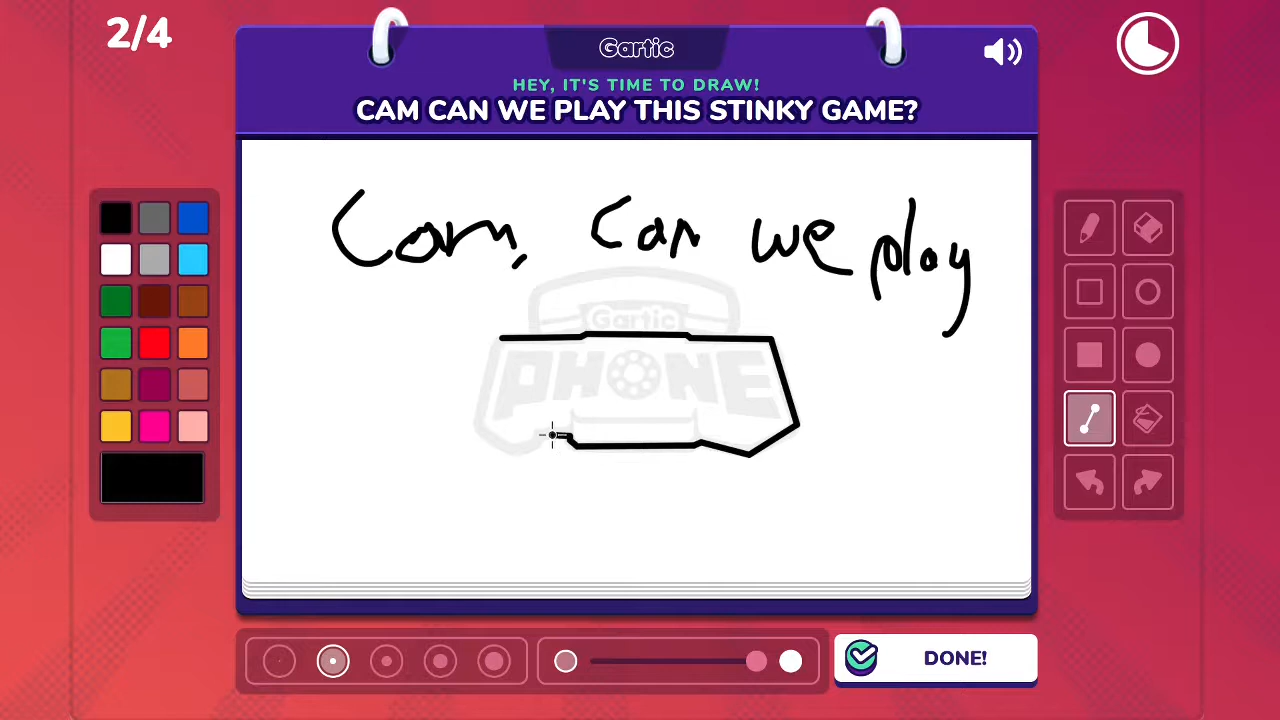 2/4
Gartic
HEY, IT'S TIME TO DRAW!
CAM CAN WE PLAY THIS STINKY GAME?
Cam, can we play
Gartic
PHONE
DONE!